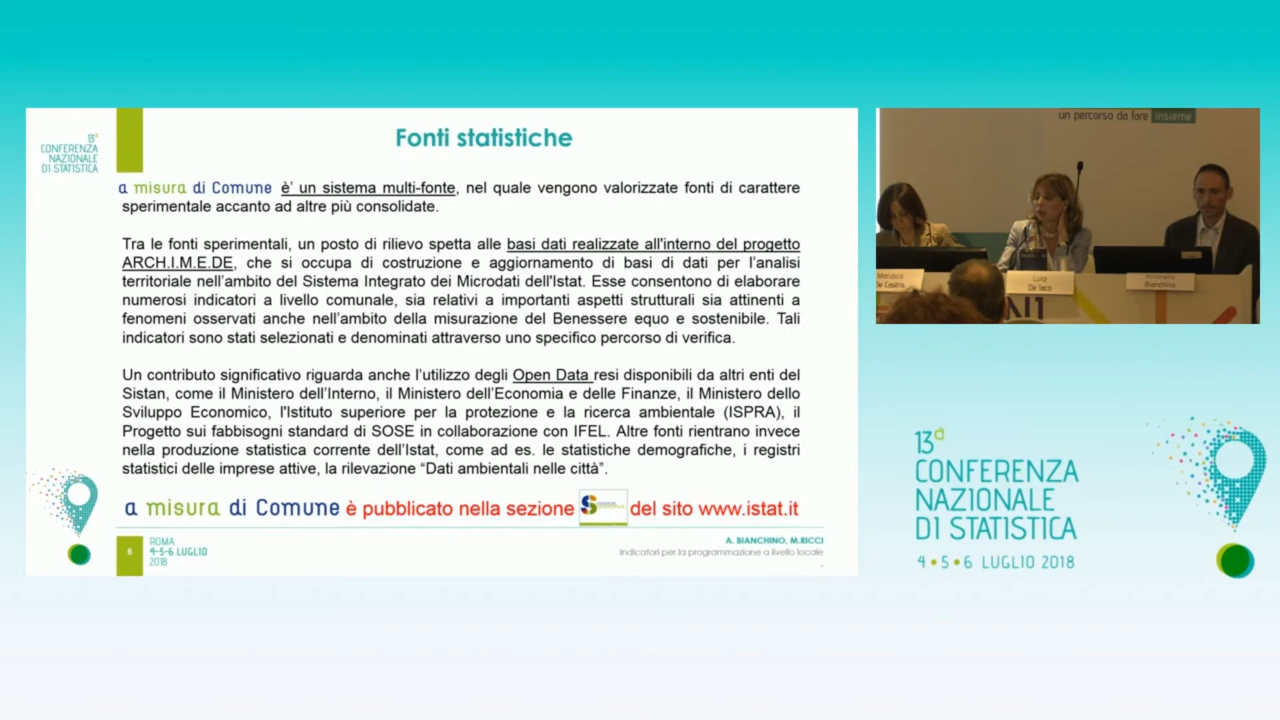 13a
CONFERENZA
NAZIONALE
DI STATISTICA
Fonti statistiche
a misura di Comune è' un sistema multi-fonte, nel quale vengono valorizzate fonti di carattere
sperimentale accanto ad altre più consolidate.
Tra le fonti sperimentali, un posto di rilievo spetta alle basi dati realizzate all'interno del progetto
ARCH.I.M.E.DE, che si occupa di costruzione e aggiornamento di basi di dati per l'analisi
territoriale nell'ambito del Sistema Integrato dei Microdati dell'Istat. Esse consentono di elaborare
numerosi indicatori a livello comunale, sia relativi a importanti aspetti strutturali sia attinenti a
fenomeni osservati anche nell'ambito della misurazione del Benessere equo e sostenibile. Tali
indicatori sono stati selezionati e denominati attraverso uno specifico percorso di verifica.
Un contributo significativo riguarda anche l'utilizzo degli Open Data resi disponibili da altri enti del
Sistan, come il Ministero dell'Interno, il Ministero dell'Economia e delle Finanze, il Ministero dello
Sviluppo Economico, l'Istituto superiore per la protezione e la ricerca ambientale (ISPRA), il
Progetto sui fabbisogni standard di SOSE in collaborazione con IFEL. Altre fonti rientrano invece
nella produzione statistica corrente dell'Istat, come ad es. le statistiche demografiche, i registri
statistici delle imprese attive, la rilevazione "Dati ambientali nelle città".
a misura di Comune è pubblicato nella sezione del sito www.istat.it
6
ROMA
4-5-6 LUGLIO
2018
A. BIANCHINO, M.RICCI
Indicatori per la programmazione a livello locale
un percorso da fare insieme
De Castris
De Iaco
Bianchino
13a
CONFERENZA
NAZIONALE
DI STATISTICA
4 • 5 • 6 LUGLIO 2018